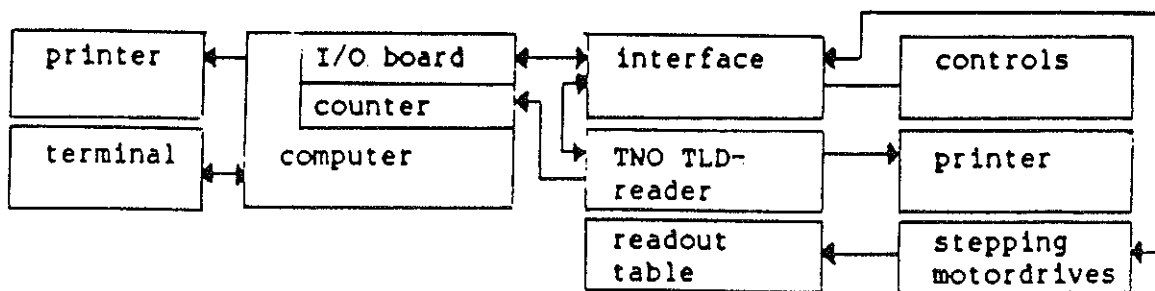 printer
I/O board
interface
controls
counter
terminal
computer
TNO TLD-
reader
printer
readout
table
stepping
motordrives